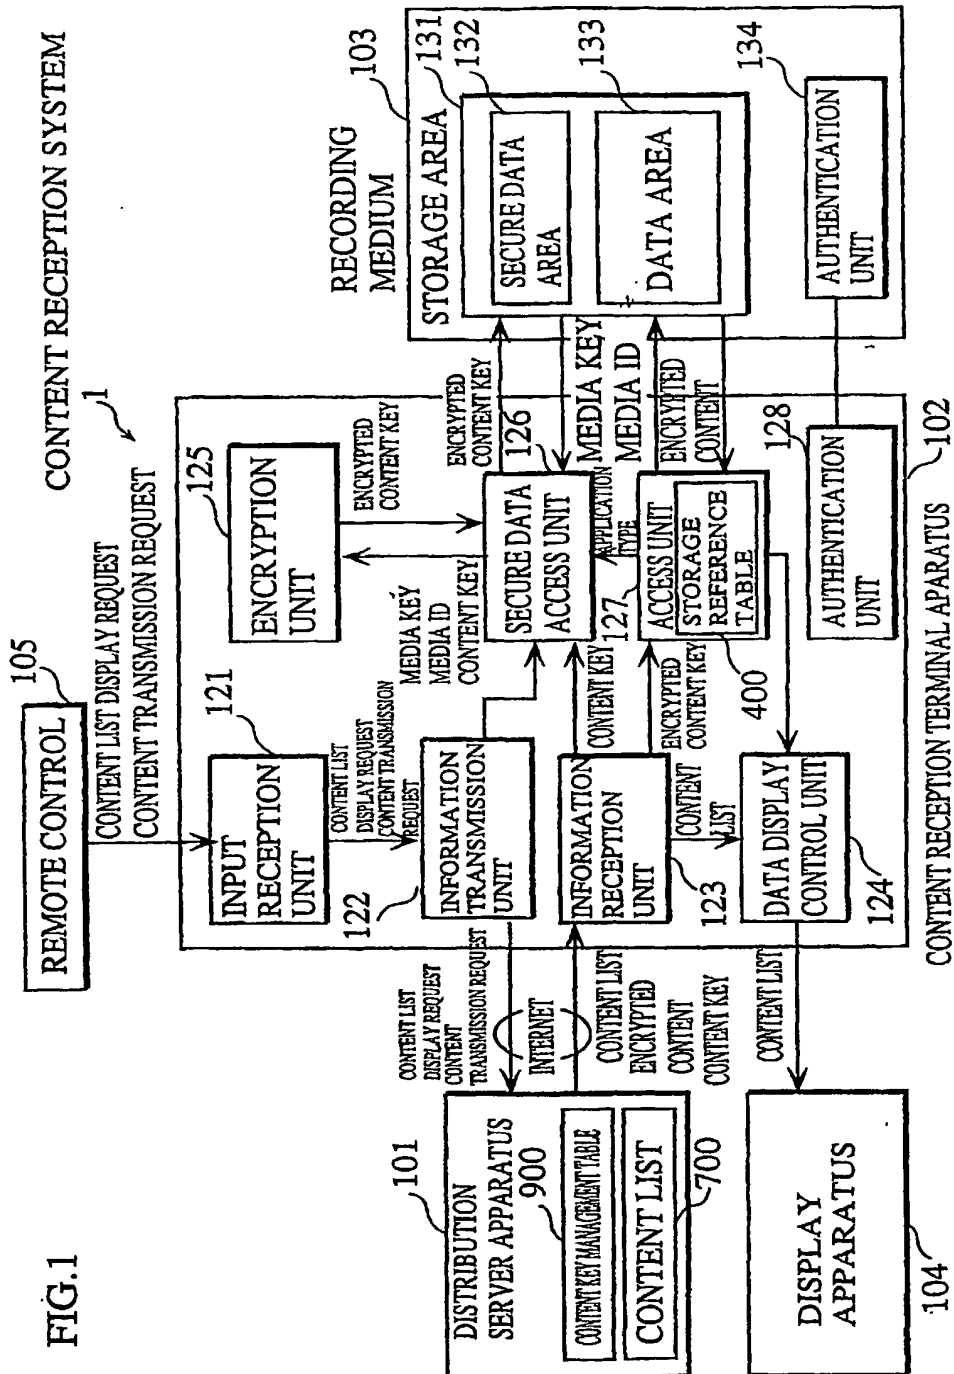 FIG.1
CONTENT RECEPTION SYSTEM
1
REMOTE CONTROL
105
CONTENT LIST DISPLAY REQUEST
CONTENT TRANSMISSION REQUEST
DISTRIBUTION
SERVER APPARATUS
101
900
CONTENT KEY MANAGEMENT TABLE
CONTENT LIST
700
DISPLAY
APPARATUS
104
CONTENT LIST
DISPLAY REQUEST
CONTENT
TRANSMISSION REQUEST
INTERNET
CONTENT LIST
ENCRYPTED
CONTENT
CONTENT KEY
CONTENT LIST
INPUT
RECEPTION
UNIT
121
CONTENT LIST
DISPLAY REQUEST
CONTENT TRANSMISSION
REQUEST
122
INFORMATION
TRANSMISSION
UNIT
INFORMATION
RECEPTION
UNIT
123
CONTENT
LIST
DATA DISPLAY
CONTROL UNIT
124
ENCRYPTION
UNIT
125
ENCRYPTED
CONTENT KEY
MEDIA KEY
MEDIA ID
CONTENT KEY
SECURE DATA
ACCESS UNIT
126
CONTENT KEY
127
APPLICATION
TYPE
ENCRYPTED
CONTENT KEY
ACCESS UNIT
STORAGE
REFERENCE
TABLE
400
AUTHENTICATION
UNIT
128
CONTENT RECEPTION TERMINAL APPARATUS
102
ENCRYPTED
CONTENT KEY
MEDIA KEY
MEDIA ID
ENCRYPTED
CONTENT
RECORDING
MEDIUM
103
STORAGE AREA
131
132
SECURE DATA
AREA
133
DATA AREA
134
AUTHENTICATION
UNIT